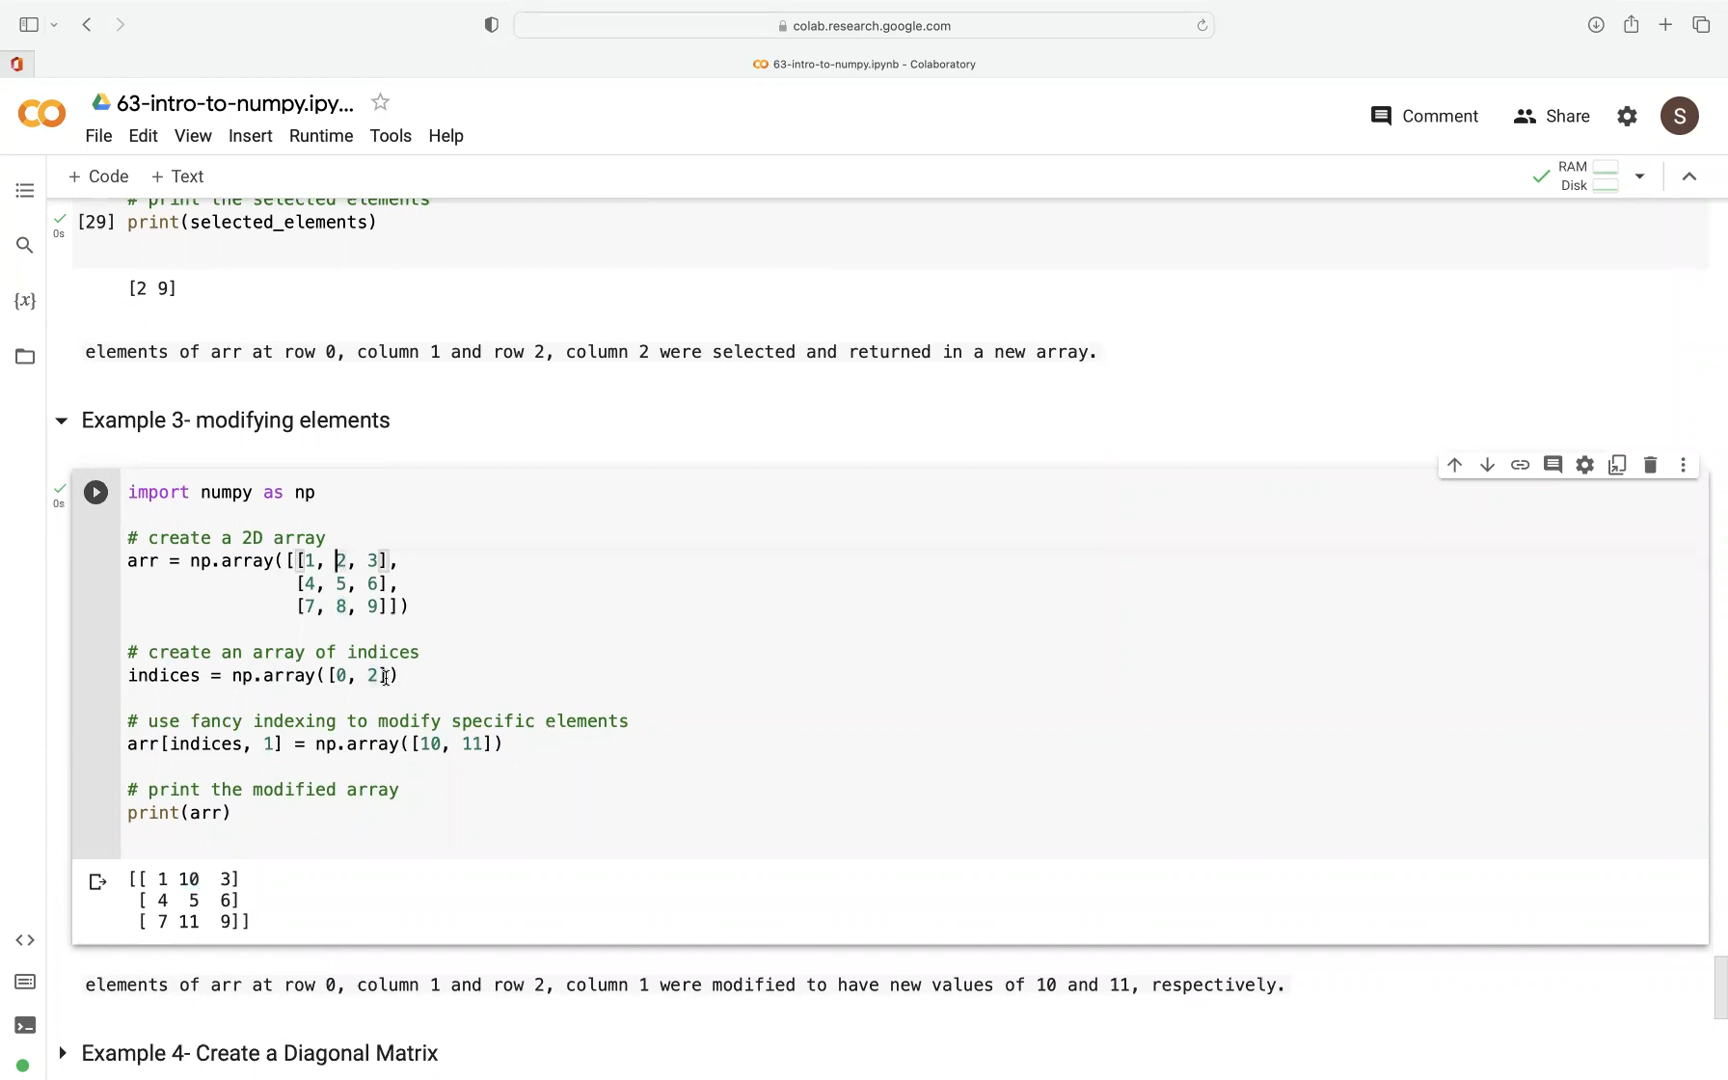 colab.research.google.com
63-intro-to-numpy.ipynb - Colaboratory
63-intro-to-numpy.ipy...
Comment
Share
S
File Edit View Insert Runtime Tools Help
+ Code + Text
RAM
Disk
# print the selected elements
[29] print(selected_elements)
0s
[2 9]
{x}
elements of arr at row 0, column 1 and row 2, column 2 were selected and returned in a new array.
Example 3- modifying elements
import numpy as np
0s
# create a 2D array
arr = np.array([[1, 2, 3],
[4, 5, 6],
[7, 8, 9]])
# create an array of indices
indices = np.array([0, 2])
# use fancy indexing to modify specific elements
arr[indices, 1] = np.array([10, 11])
# print the modified array
print(arr)
[[ 1 10 3]
[ 4 5 6]
[ 7 11 9]]
elements of arr at row 0, column 1 and row 2, column 1 were modified to have new values of 10 and 11, respectively.
Example 4- Create a Diagonal Matrix